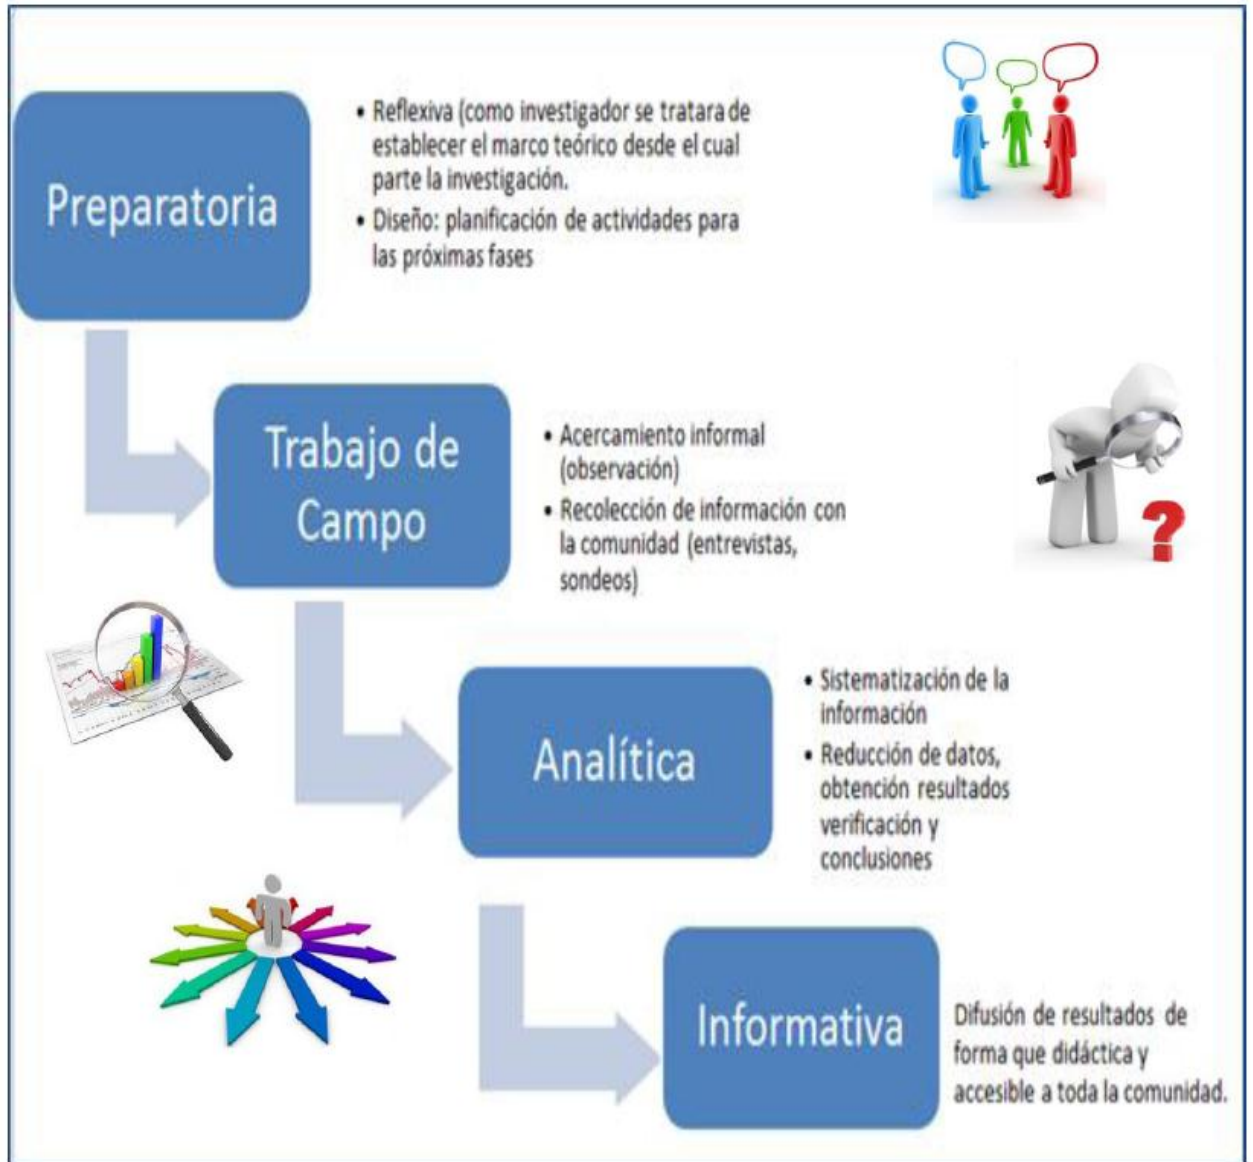 Preparatoria
• Reflexiva (como investigador se tratara de
establecer el marco teórico desde el cual
parte la investigación.
• Diseño: planificación de actividades para
las próximas fases
Trabajo de
Campo
• Acercamiento informal
(observación)
• Recolección de información con
la comunidad (entrevistas,
sondeos)
Analítica
• Sistematización de la
información
• Reducción de datos,
obtención resultados
verificación y
conclusiones
Informativa
Difusión de resultados de
forma que didáctica y
accesible a toda la comunidad.
?